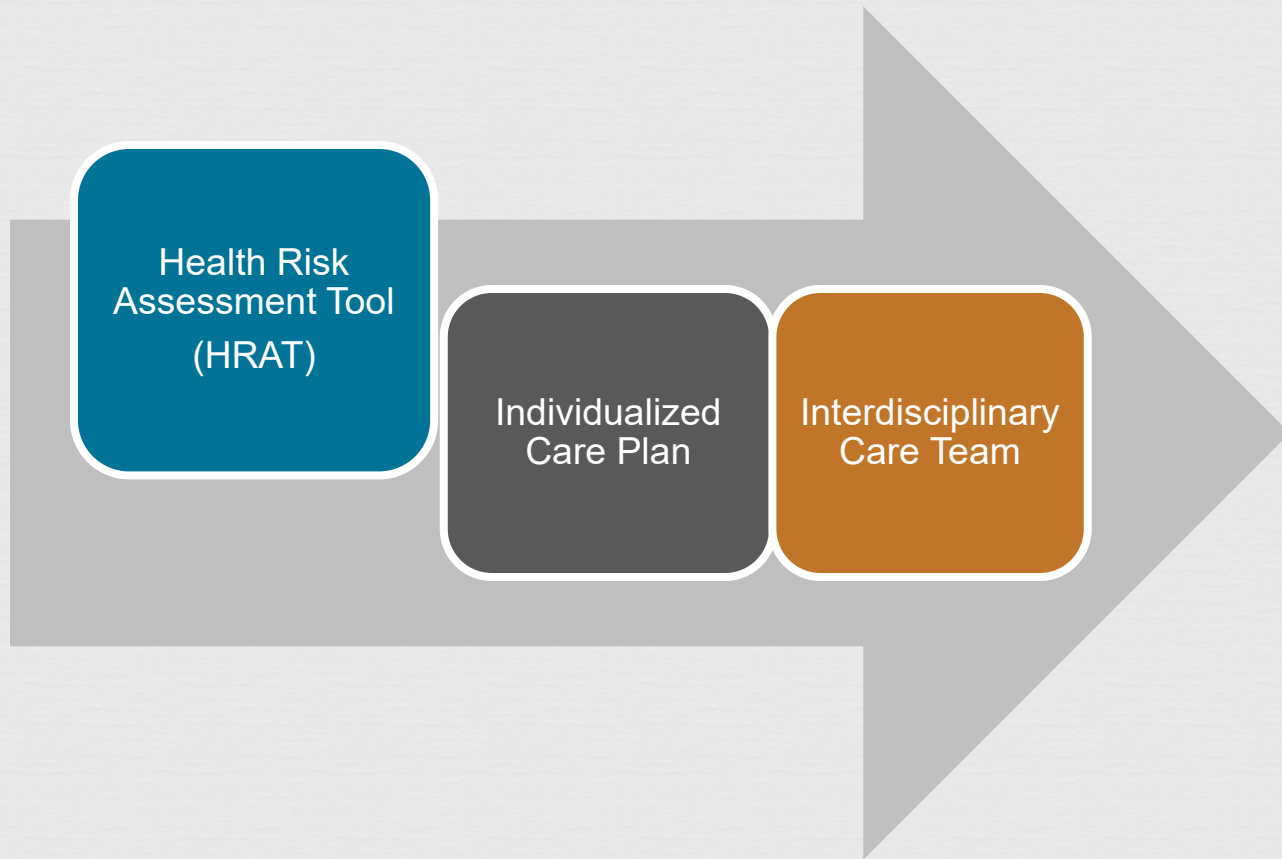 Health Risk
Assessment Tool
(HRAT)
Individualized
Care Plan
Interdisciplinary
Care Team